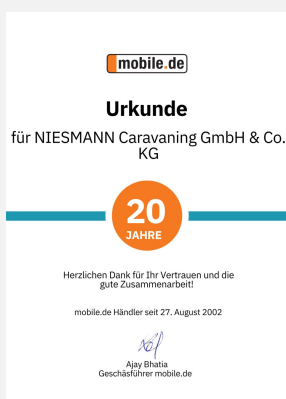 mobile.de
Urkunde
für NIESMANN Caravaning GmbH & Co.
KG
20
JAHRE
Herzlichen Dank für Ihr Vertrauen und die
gute Zusammenarbeit!
mobile.de Händler seit 27. August 2002
Ajay Bhatia
Geschäsführer mobile.de